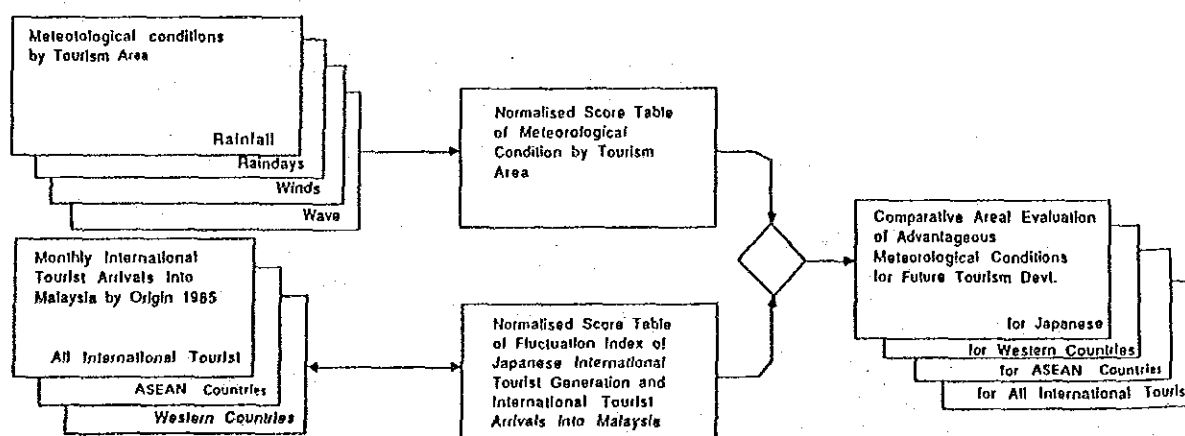 Meteotological conditions
by Tourism Area
Rainfall
Raindays
Winds
Wave
Normalised Score Table
of Meteorological
Condition by Tourism
Area
Monthly International
Tourist Arrivals Into
Malaysia by Origin 1985
All International Tourist
ASEAN Countries
Western Countries
Normalised Score Table
of Fluctuation Index of
Japanese International
Tourist Generation and
International Tourist
Arrivals Into Malaysia
Comparative Areal Evaluation
of Advantageous
Meteorological Conditions
for Future Tourism Devl.
for Japanese
for Western Countries
for ASEAN Countries
for All International Touris